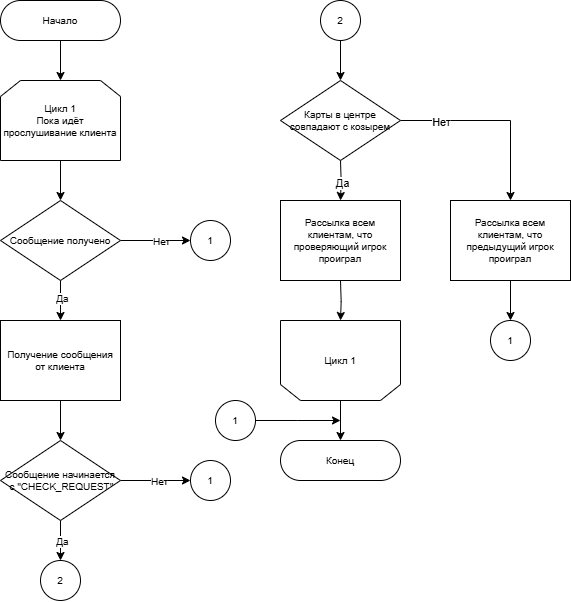 Начало
Цикл 1
Пока идёт
прослушивание клиента
Сообщение получено
Нет
1
Да
Получение сообщения
от клиента
Сообщение начинается
с "CHECK_REQUEST"
Нет
1
Да
2
2
Карты в центре
совпадают с козырем
Нет
Да
Рассылка всем
клиентам, что
проверяющий игрок
проиграл
Рассылка всем
клиентам, что
предыдущий игрок
проиграл
1
Цикл 1
1
Конец